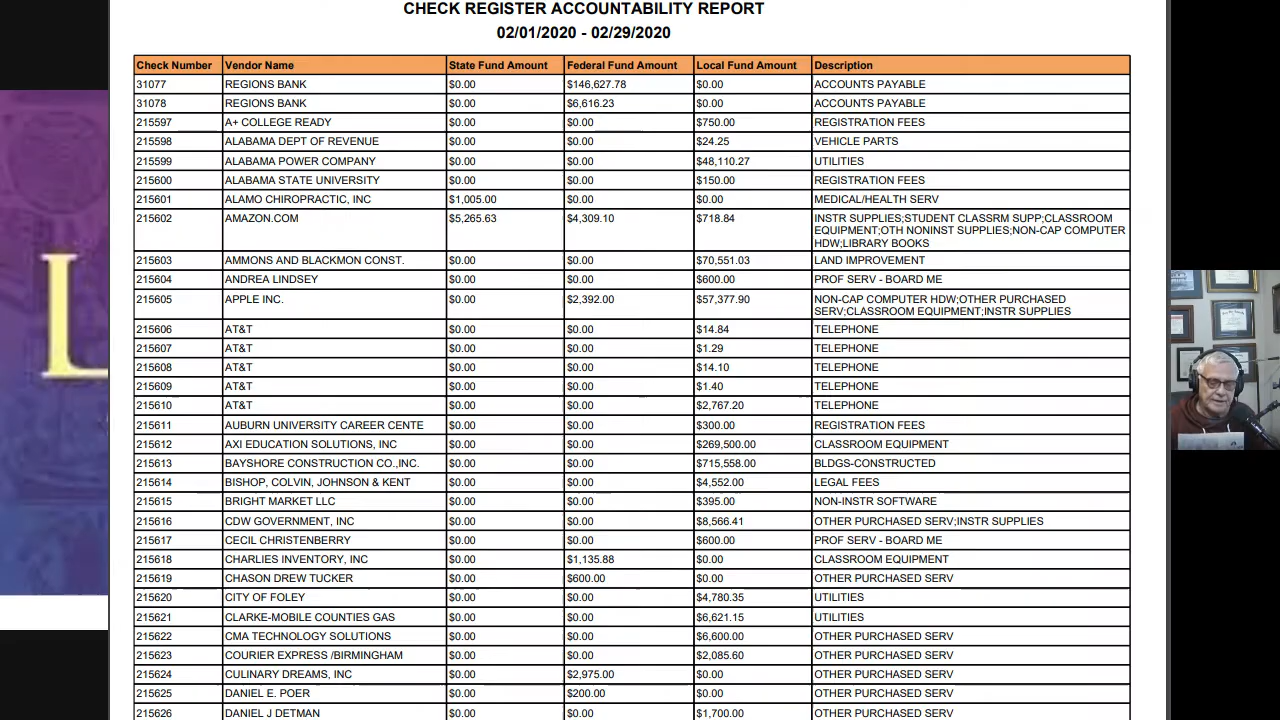 CHECK REGISTER ACCOUNTABILITY REPORT
02/01/2020 - 02/29/2020
Check Number Vendor Name State Fund Amount Federal Fund Amount Local Fund Amount Description
31077 REGIONS BANK $0.00 $146,627.78 $0.00 ACCOUNTS PAYABLE
31078 REGIONS BANK $0.00 $6,616.23 $0.00 ACCOUNTS PAYABLE
215597 A+ COLLEGE READY $0.00 $0.00 $750.00 REGISTRATION FEES
215598 ALABAMA DEPT OF REVENUE $0.00 $0.00 $24.25 VEHICLE PARTS
215599 ALABAMA POWER COMPANY $0.00 $0.00 $48,110.27 UTILITIES
215600 ALABAMA STATE UNIVERSITY $0.00 $0.00 $150.00 REGISTRATION FEES
215601 ALAMO CHIROPRACTIC, INC $1,005.00 $0.00 $0.00 MEDICAL/HEALTH SERV
215602 AMAZON.COM $5,265.63 $4,309.10 $718.84 INSTR SUPPLIES;STUDENT CLASSRM SUPP;CLASSROOM
EQUIPMENT;OTH NONINST SUPPLIES;NON-CAP COMPUTER
HDW;LIBRARY BOOKS
215603 AMMONS AND BLACKMON CONST. $0.00 $0.00 $70,551.03 LAND IMPROVEMENT
215604 ANDREA LINDSEY $0.00 $0.00 $600.00 PROF SERV - BOARD ME
215605 APPLE INC. $0.00 $2,392.00 $57,377.90 NON-CAP COMPUTER HDW;OTHER PURCHASED
SERV;CLASSROOM EQUIPMENT;INSTR SUPPLIES
215606 AT&T $0.00 $0.00 $14.84 TELEPHONE
215607 AT&T $0.00 $0.00 $1.29 TELEPHONE
215608 AT&T $0.00 $0.00 $14.10 TELEPHONE
215609 AT&T $0.00 $0.00 $1.40 TELEPHONE
215610 AT&T $0.00 $0.00 $2,767.20 TELEPHONE
215611 AUBURN UNIVERSITY CAREER CENTE $0.00 $0.00 $300.00 REGISTRATION FEES
215612 AXI EDUCATION SOLUTIONS, INC $0.00 $0.00 $269,500.00 CLASSROOM EQUIPMENT
215613 BAYSHORE CONSTRUCTION CO.,INC. $0.00 $0.00 $715,558.00 BLDGS-CONSTRUCTED
215614 BISHOP, COLVIN, JOHNSON & KENT $0.00 $0.00 $4,552.00 LEGAL FEES
215615 BRIGHT MARKET LLC $0.00 $0.00 $395.00 NON-INSTR SOFTWARE
215616 CDW GOVERNMENT, INC $0.00 $0.00 $8,566.41 OTHER PURCHASED SERV;INSTR SUPPLIES
215617 CECIL CHRISTENBERRY $0.00 $0.00 $600.00 PROF SERV - BOARD ME
215618 CHARLIES INVENTORY, INC $0.00 $1,135.88 $0.00 CLASSROOM EQUIPMENT
215619 CHASON DREW TUCKER $0.00 $600.00 $0.00 OTHER PURCHASED SERV
215620 CITY OF FOLEY $0.00 $0.00 $4,780.35 UTILITIES
215621 CLARKE-MOBILE COUNTIES GAS $0.00 $0.00 $6,621.15 UTILITIES
215622 CMA TECHNOLOGY SOLUTIONS $0.00 $0.00 $6,600.00 OTHER PURCHASED SERV
215623 COURIER EXPRESS /BIRMINGHAM $0.00 $0.00 $2,085.60 OTHER PURCHASED SERV
215624 CULINARY DREAMS, INC $0.00 $2,975.00 $0.00 OTHER PURCHASED SERV
215625 DANIEL E. POER $0.00 $200.00 $0.00 OTHER PURCHASED SERV
215626 DANIEL J DETMAN $0.00 $0.00 $1,700.00 OTHER PURCHASED SERV
L